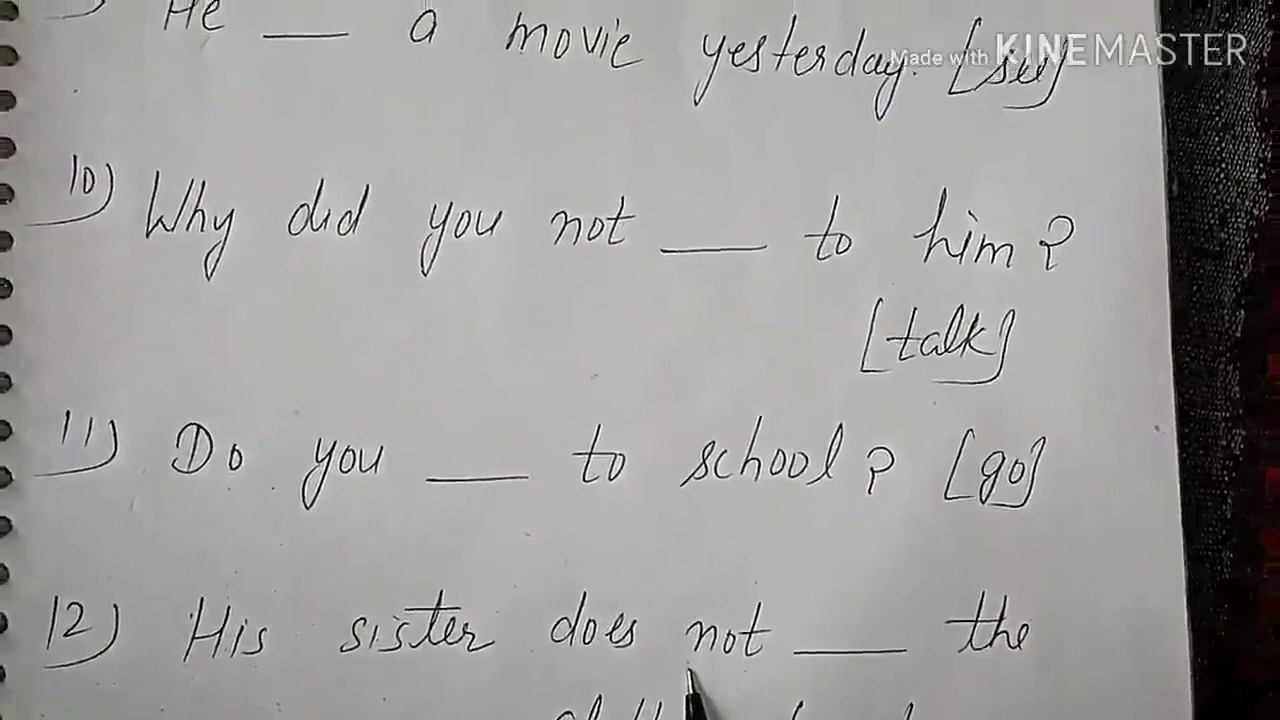 He ___ a movie yesterday. [see]
Made with KINEMASTER
10) Why did you not ___ to him?
[talk]
11) Do you ___ to school? [go]
12) His sister does not ___ the